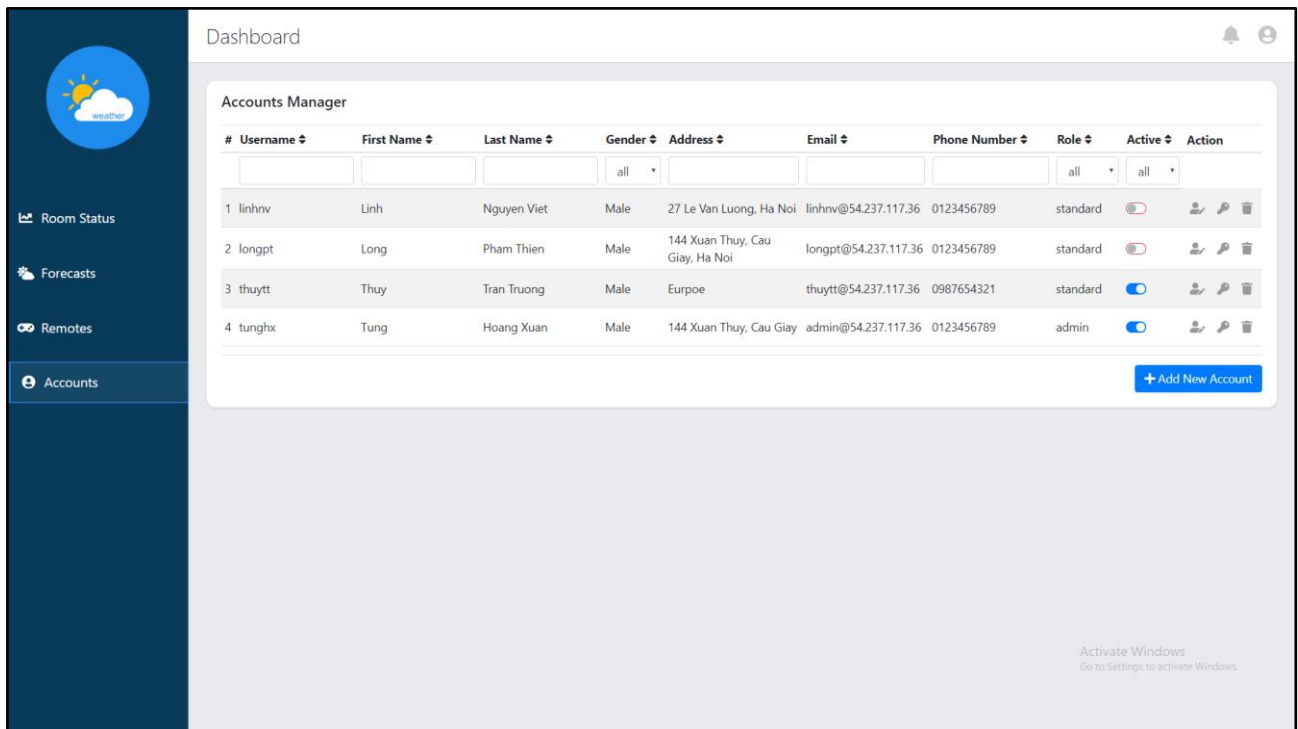 Dashboard
weather
Room Status
Forecasts
Remotes
Accounts
Accounts Manager
# Username First Name Last Name Gender Address Email Phone Number Role Active Action
all all all
1 linhnv Linh Nguyen Viet Male 27 Le Van Luong, Ha Noi linhnv@54.237.117.36 0123456789 standard
2 longpt Long Pham Thien Male 144 Xuan Thuy, Cau Giay, Ha Noi longpt@54.237.117.36 0123456789 standard
3 thuytt Thuy Tran Truong Male Eurpoe thuytt@54.237.117.36 0987654321 standard
4 tunghx Tung Hoang Xuan Male 144 Xuan Thuy, Cau Giay admin@54.237.117.36 0123456789 admin
+ Add New Account
Activate Windows
Go to Settings to activate Windows.